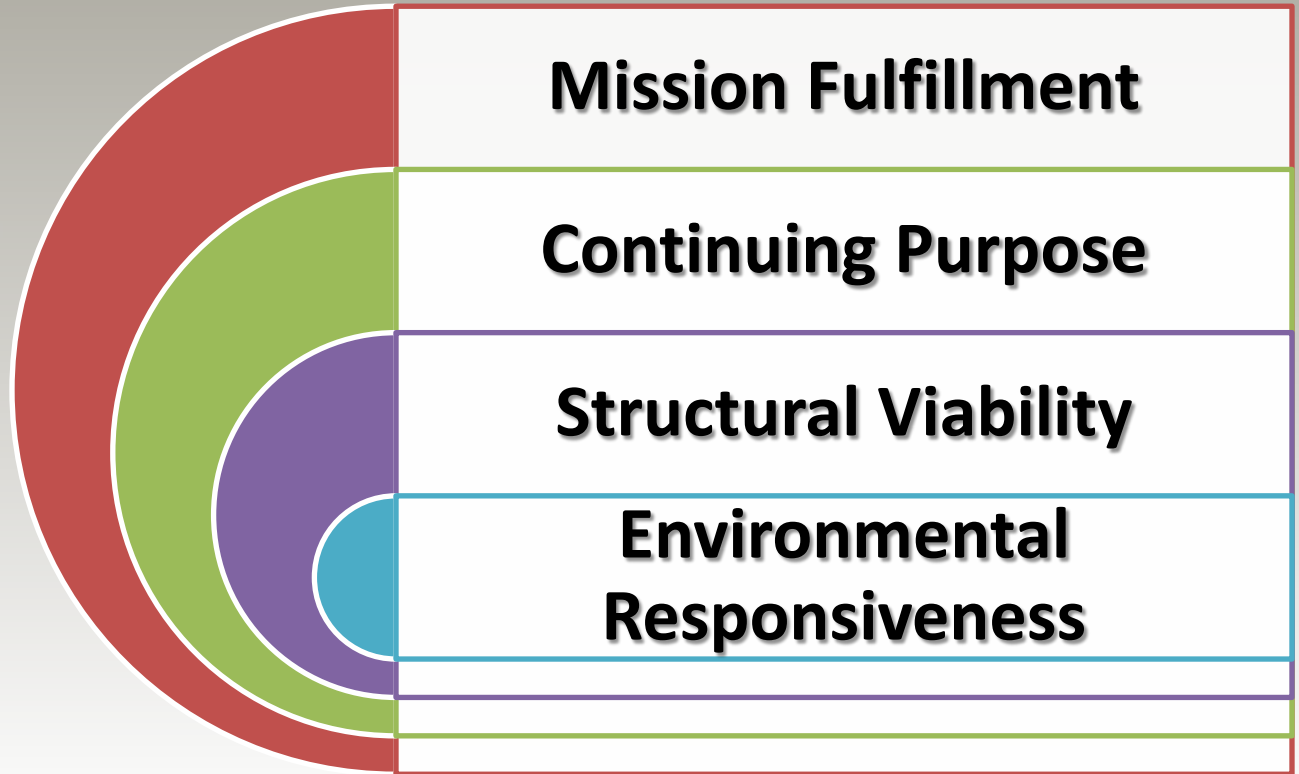 Mission Fulfillment
Continuing Purpose
Structural Viability
Environmental
Responsiveness